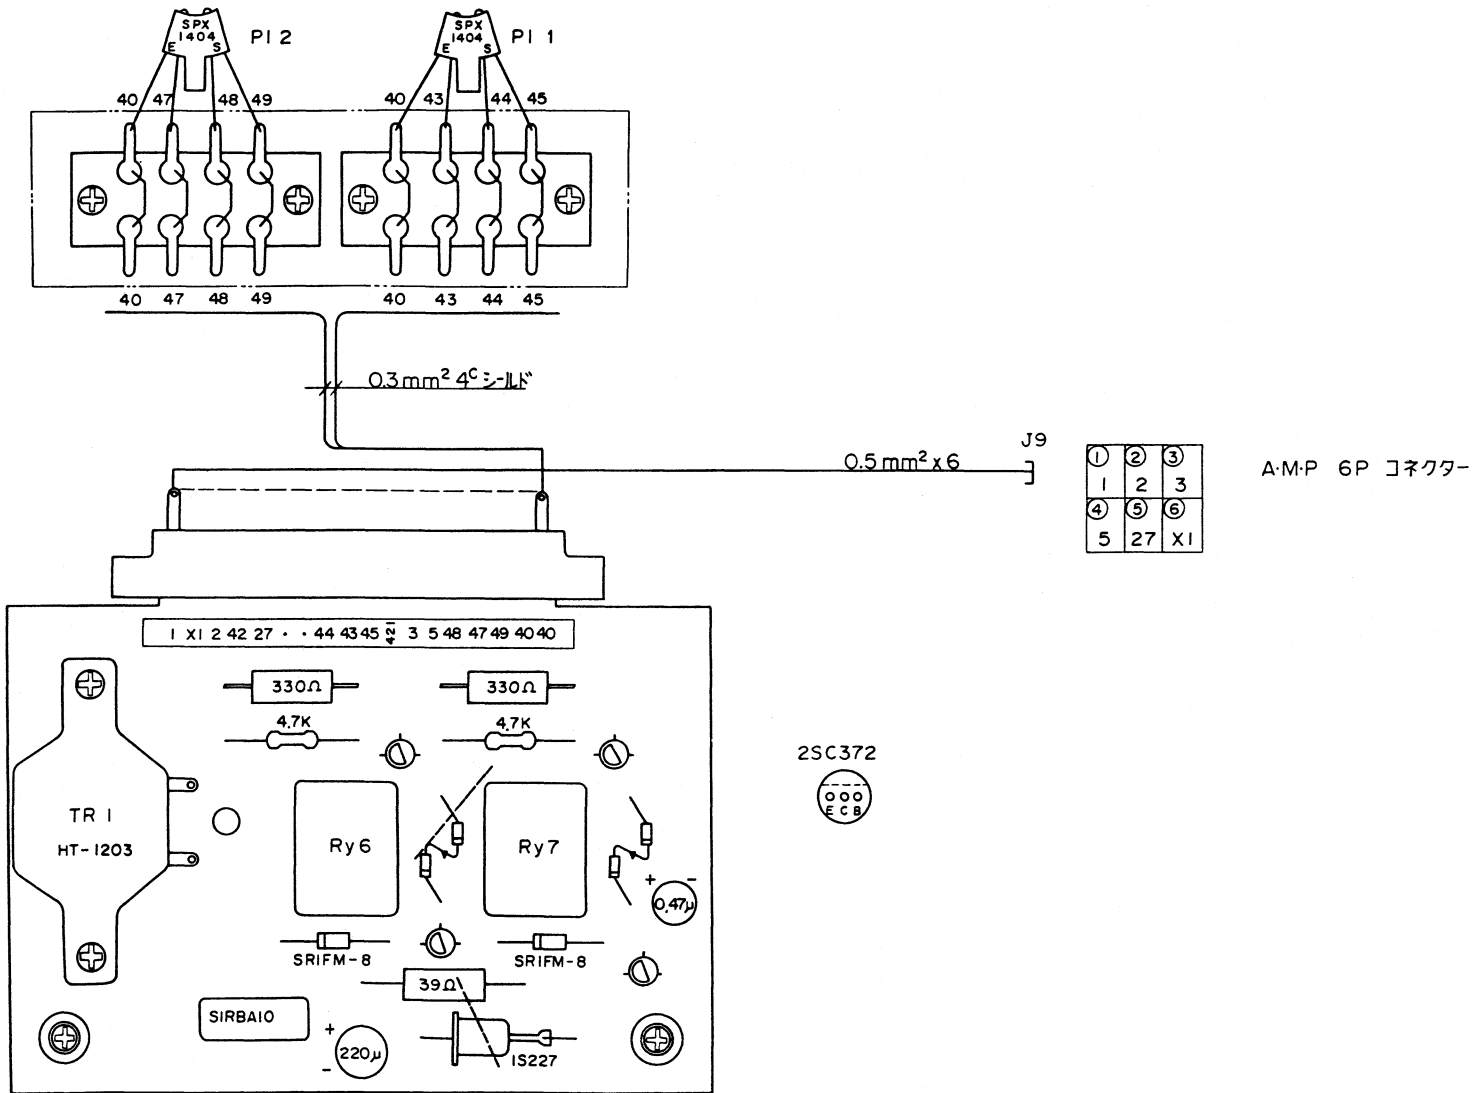 SPX
1404
E S
PI 2
SPX
1404
E S
PI 1
40 47 48 49
40 43 44 45
40 47 48 49
40 43 44 45
0.3mm² 4ᶜシールド
J9
0.5mm²x6
① ② ③
1 2 3
④ ⑤ ⑥
5 27 X1
A·M·P 6P コネクター
1 X1 2 42 27 · · 44 43 45 421 3 5 48 47 49 40 40
330Ω
330Ω
4.7K
4.7K
2SC372
E C B
TR 1
HT-1203
Ry6
Ry7
+ -
0.47μ
SRIFM-8
SRIFM-8
39Ω
SIRBA10
+
220μ
-
1S227